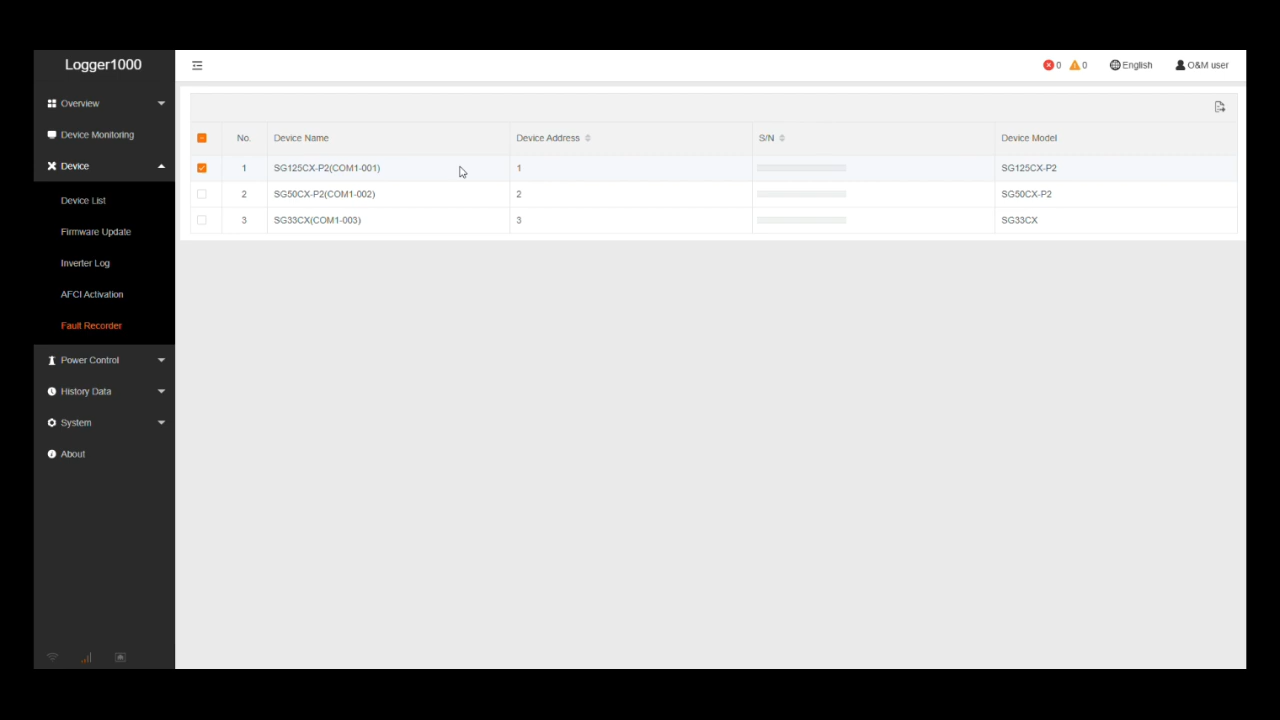 Logger1000
0 0 English O&M user
Overview
Device Monitoring
Device
Device List
Firmware Update
Inverter Log
AFCI Activation
Fault Recorder
Power Control
History Data
System
About
No. Device Name Device Address S/N Device Model
1 SG125CX-P2(COM1-001) 1 SG125CX-P2
2 SG50CX-P2(COM1-002) 2 SG50CX-P2
3 SG33CX(COM1-003) 3 SG33CX